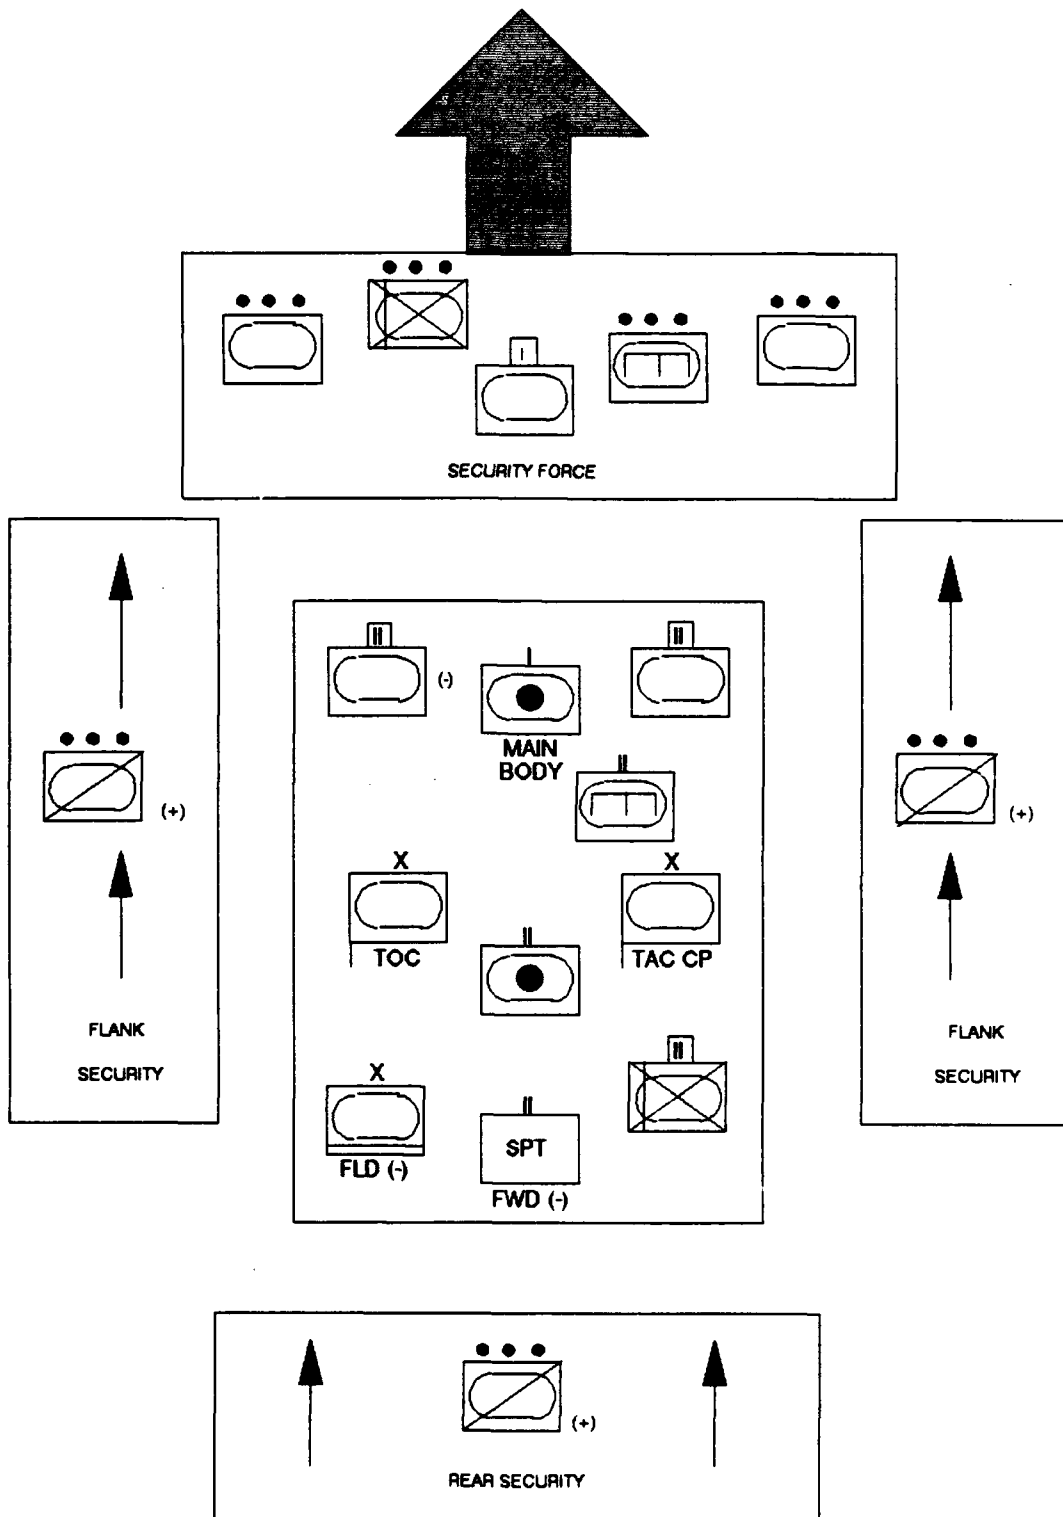 SECURITY FORCE
(-)
MAIN
BODY
(+)
(+)
X
X
TOC
TAC CP
FLANK
SECURITY
FLANK
SECURITY
X
SPT
FLD (-)
FWD (-)
(+)
REAR SECURITY